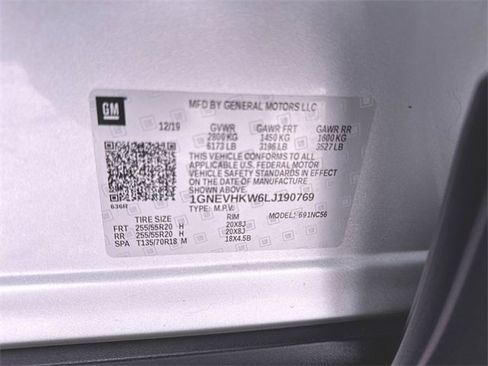 GM
MFD BY GENERAL MOTORS LLC
12/19 GVWR GAWR FRT GAWR RR
2800 KG 1450 KG 1600 KG
6173 LB 3196 LB 3527 LB
THIS VEHICLE CONFORMS TO ALL
APPLICABLE U.S. FEDERAL MOTOR
VEHICLE SAFETY STANDARDS IN EFFECT
ON THE DATE OF MANUFACTURE
SHOWN ABOVE.
1GNEVHKW6LJ190769
636R TYPE: M.P.V. MODEL: 691NC56
TIRE SIZE RIM
FRT 255/55R20 H 20X8J
RR 255/55R20 H 20X8J
SPA T135/70R18 M 18X4.5B